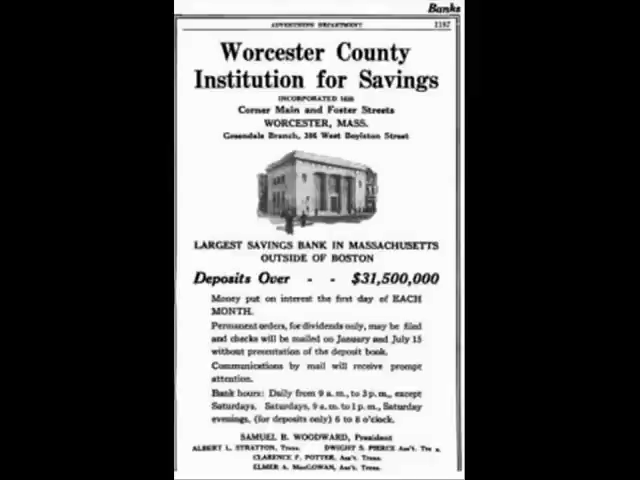 Banks
ADVERTISING DEPARTMENT 1187
Worcester County
Institution for Savings
INCORPORATED 1828
Corner Main and Foster Streets
WORCESTER, MASS.
Greendale Branch, 206 West Boylston Street
LARGEST SAVINGS BANK IN MASSACHUSETTS
OUTSIDE OF BOSTON
Deposits Over - - $31,500,000
Money put on interest the first day of EACH
MONTH.
Permanent orders, for dividends only, may be filed
and checks will be mailed on January and July 15
without presentation of the deposit book.
Communications by mail will receive prompt
attention.
Bank hours: Daily from 9 a. m., to 3 p. m., except
Saturdays. Saturdays, 9 a. m. to 1 p. m., Saturday
evenings, (for deposits only) 6 to 8 o'clock.
SAMUEL B. WOODWARD, President
ALBERT L. STRATTON, Treas. DWIGHT S. PIERCE Ass't. Tre s.
CLARENCE F. POTTER, Ass't. Treas.
ELMER A. MacGOWAN, Ass't. Treas.